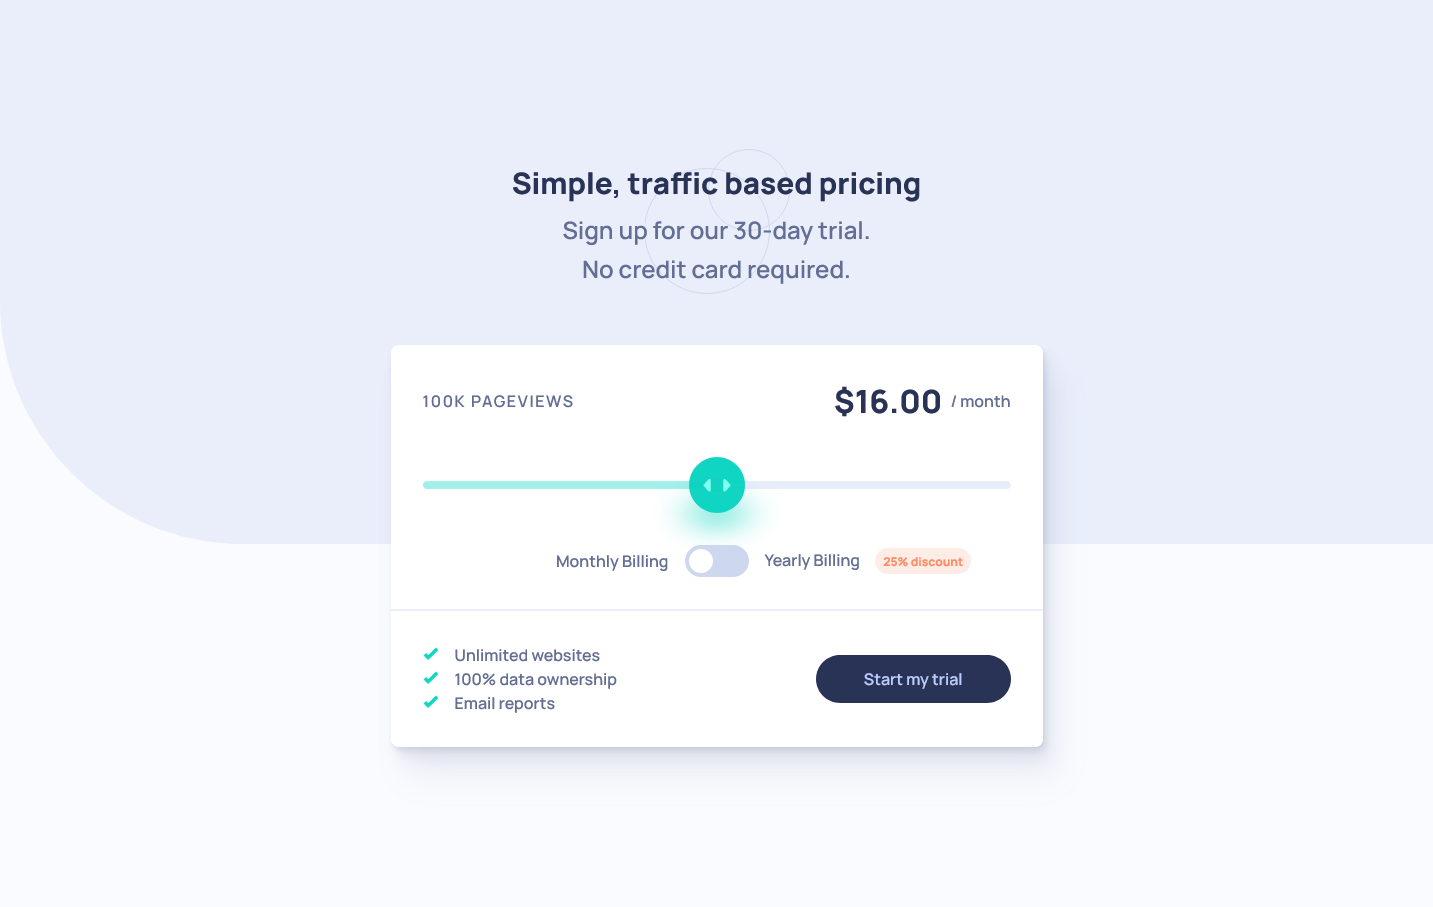 Simple, traffic based pricing
Sign up for our 30-day trial.
No credit card required.
100K PAGEVIEWS
$16.00 / month
Monthly Billing Yearly Billing 25% discount
Unlimited websites
100% data ownership
Email reports
Start my trial